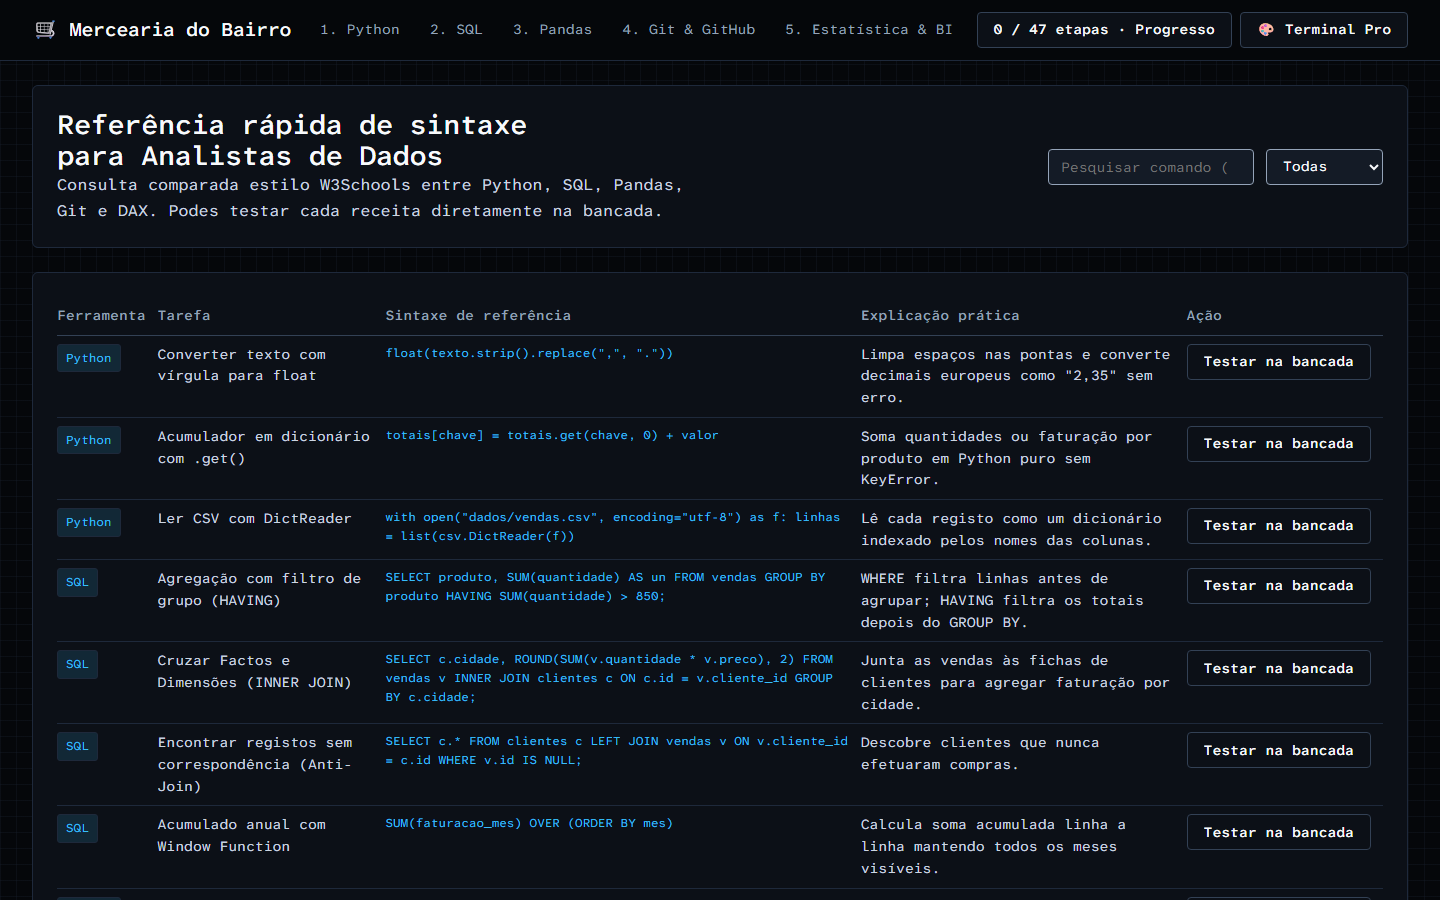 Mercearia do Bairro
1. Python
2. SQL
3. Pandas
4. Git & GitHub
5. Estatística & BI
0 / 47 etapas · Progresso
Terminal Pro
Referência rápida de sintaxe
para Analistas de Dados
Consulta comparada estilo W3Schools entre Python, SQL, Pandas,
Git e DAX. Podes testar cada receita diretamente na bancada.
Pesquisar comando (
Todas
Ferramenta
Tarefa
Sintaxe de referência
Explicação prática
Ação
Python
Converter texto com
vírgula para float
float(texto.strip().replace(",", "."))
Limpa espaços nas pontas e converte
decimais europeus como "2,35" sem
erro.
Testar na bancada
Python
Acumulador em dicionário
com .get()
totais[chave] = totais.get(chave, 0) + valor
Soma quantidades ou faturação por
produto em Python puro sem
KeyError.
Testar na bancada
Python
Ler CSV com DictReader
with open("dados/vendas.csv", encoding="utf-8") as f: linhas
= list(csv.DictReader(f))
Lê cada registo como um dicionário
indexado pelos nomes das colunas.
Testar na bancada
SQL
Agregação com filtro de
grupo (HAVING)
SELECT produto, SUM(quantidade) AS un FROM vendas GROUP BY
produto HAVING SUM(quantidade) > 850;
WHERE filtra linhas antes de
agrupar; HAVING filtra os totais
depois do GROUP BY.
Testar na bancada
SQL
Cruzar Factos e
Dimensões (INNER JOIN)
SELECT c.cidade, ROUND(SUM(v.quantidade * v.preco), 2) FROM
vendas v INNER JOIN clientes c ON c.id = v.cliente_id GROUP
BY c.cidade;
Junta as vendas às fichas de
clientes para agregar faturação por
cidade.
Testar na bancada
SQL
Encontrar registos sem
correspondência (Anti-
Join)
SELECT c.* FROM clientes c LEFT JOIN vendas v ON v.cliente_id
= c.id WHERE v.id IS NULL;
Descobre clientes que nunca
efetuaram compras.
Testar na bancada
SQL
Acumulado anual com
Window Function
SUM(faturacao_mes) OVER (ORDER BY mes)
Calcula soma acumulada linha a
linha mantendo todos os meses
visíveis.
Testar na bancada